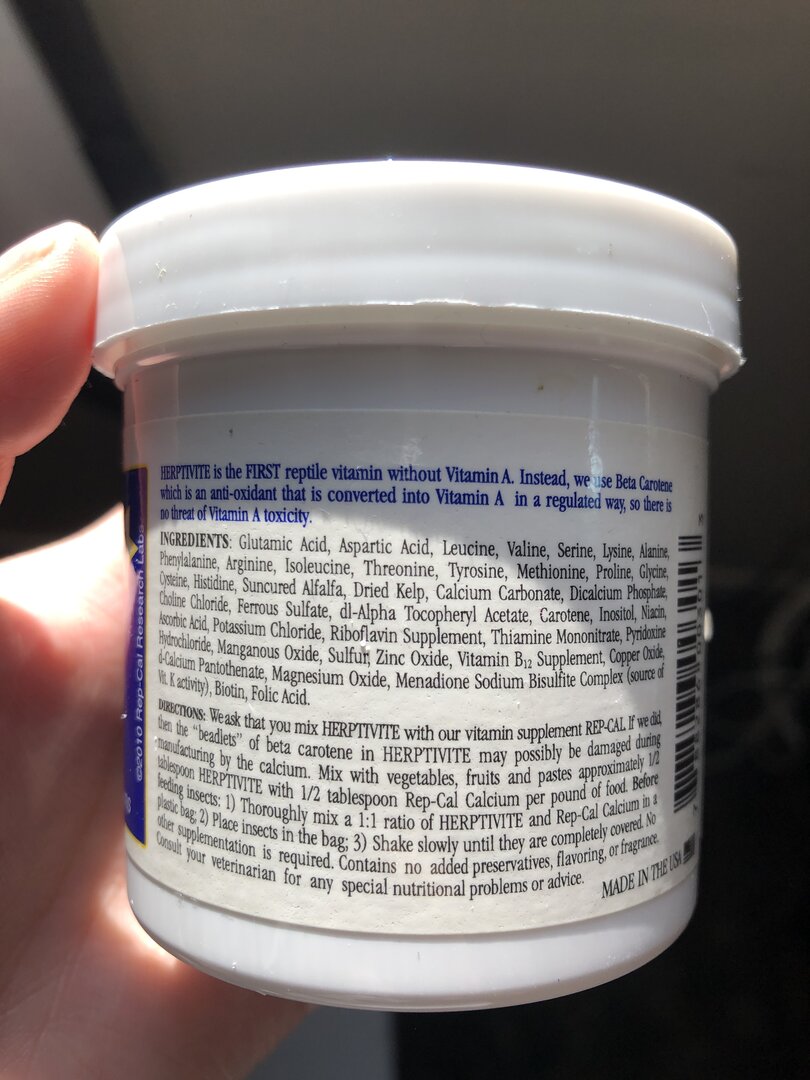 HERPTIVITE is the FIRST reptile vitamin without Vitamin A. Instead, we use Beta Carotene
which is an anti-oxidant that is converted into Vitamin A in a regulated way, so there is
no threat of Vitamin A toxicity.
INGREDIENTS: Glutamic Acid, Aspartic Acid, Leucine, Valine, Serine, Lysine, Alanine,
Phenylalanine, Arginine, Isoleucine, Threonine, Tyrosine, Methionine, Proline, Glycine,
Cysteine, Histidine, Suncured Alfalfa, Dried Kelp, Calcium Carbonate, Dicalcium Phosphate,
Choline Chloride, Ferrous Sulfate, dl-Alpha Tocopheryl Acetate, Carotene, Inositol, Niacin,
Ascorbic Acid, Potassium Chloride, Riboflavin Supplement, Thiamine Mononitrate, Pyridoxine
Hydrochloride, Manganous Oxide, Sulfur, Zinc Oxide, Vitamin B12 Supplement, Copper Oxide,
d-Calcium Pantothenate, Magnesium Oxide, Menadione Sodium Bisulfite Complex (source of
Vit. K activity), Biotin, Folic Acid.
DIRECTIONS: We ask that you mix HERPTIVITE with our vitamin supplement REP-CAL. If we did,
then the "beadlets" of beta carotene in HERPTIVITE may possibly be damaged during
manufacturing by the calcium. Mix with vegetables, fruits and pastes approximately 1/2
tablespoon HERPTIVITE with 1/2 tablespoon Rep-Cal Calcium per pound of food. Before
feeding insects: 1) Thoroughly mix a 1:1 ratio of HERPTIVITE and Rep-Cal Calcium in a
plastic bag; 2) Place insects in the bag; 3) Shake slowly until they are completely covered. No
other supplementation is required. Contains no added preservatives, flavoring, or fragrance.
Consult your veterinarian for any special nutritional problems or advice.
MADE IN THE USA
©2010 Rep-Cal Research Labs